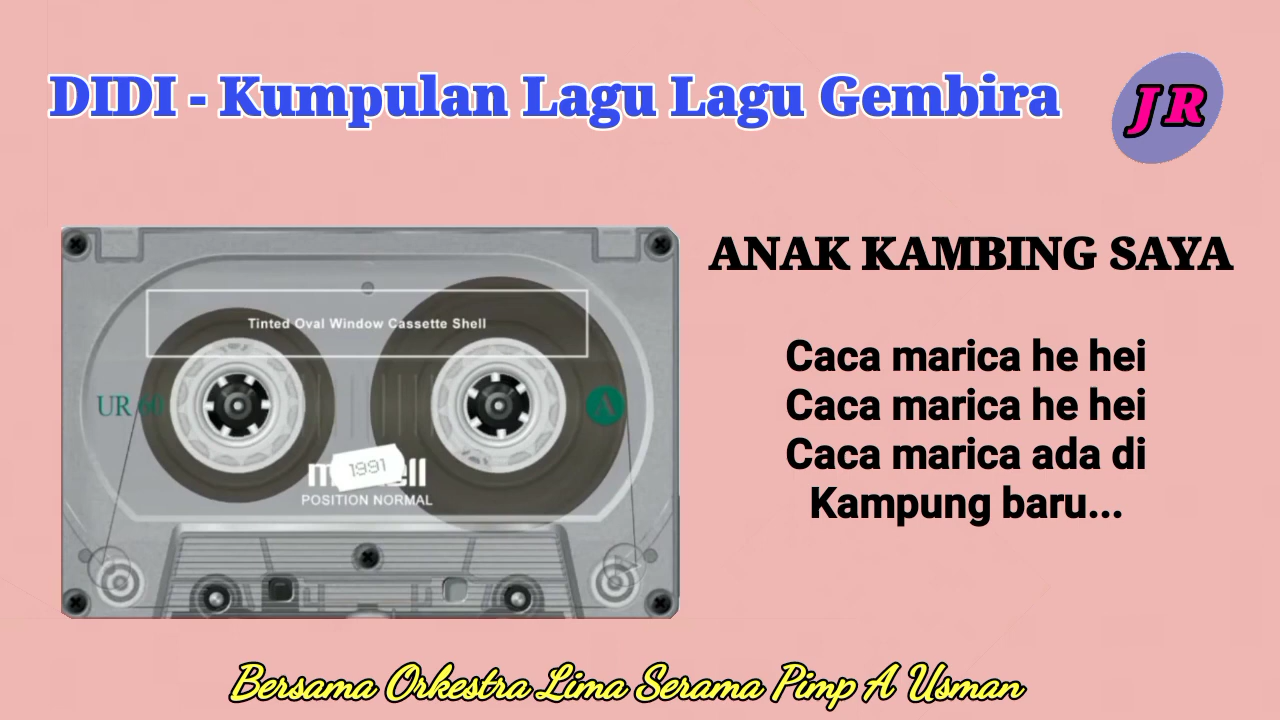 DIDI - Kumpulan Lagu Lagu Gembira
JR
ANAK KAMBING SAYA
Caca marica he hei
Caca marica he hei
Caca marica ada di
Kampung baru...
Tinted Oval Window Cassette Shell
UR 60
A
1991
POSITION NORMAL
Bersama Orkestra Lima Serama Pimp A Usman